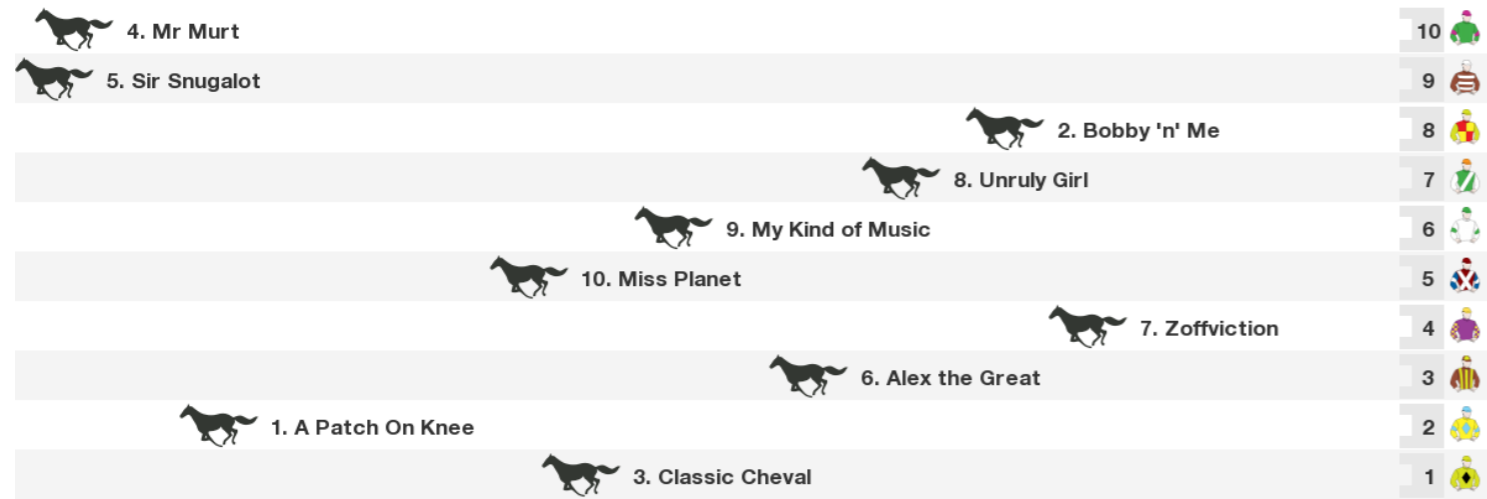 4. Mr Murt 10
5. Sir Snugalot 9
2. Bobby 'n' Me 8
8. Unruly Girl 7
9. My Kind of Music 6
10. Miss Planet 5
7. Zoffviction 4
6. Alex the Great 3
1. A Patch On Knee 2
3. Classic Cheval 1